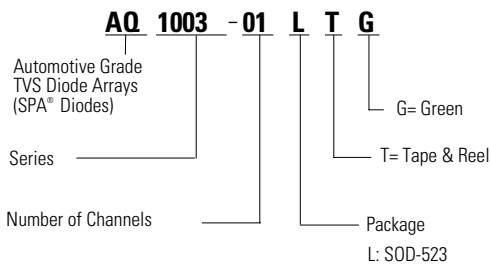 AQ 1003 - 01 L T G
Automotive Grade
TVS Diode Arrays
(SPA® Diodes)
G= Green
Series
T= Tape & Reel
Number of Channels
Package
L: SOD-523